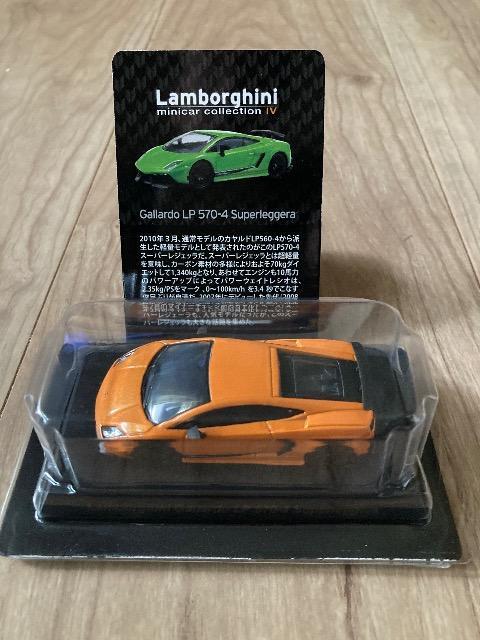 Lamborghini
minicar collection IV
Gallardo LP 570-4 Superleggera
2010年3月、通常モデルのガヤルドLP560-4から派
生した軽量モデルとして発表されたのがこのLP570-4
スーパーレジェッラだ。スーパーレジェッラとは超軽量
を意味し、カーボン素材の多様によりおよそ70kgダイ
エットして1,340kgとなり、あわせてエンジンも10馬力
のパワーアップによってパワーウェイトレシオは、
2.35kg/PSをマーク、0〜100km/h を3.4 秒でこなす